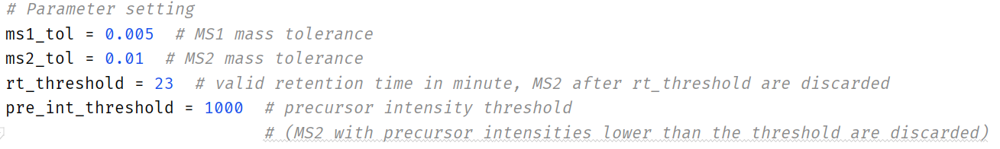 # Parameter setting
ms1_tol = 0.005  # MS1 mass tolerance
ms2_tol = 0.01  # MS2 mass tolerance
rt_threshold = 23  # valid retention time in minute, MS2 after rt_threshold are discarded
pre_int_threshold = 1000  # precursor intensity threshold
# (MS2 with precursor intensities lower than the threshold are discarded)